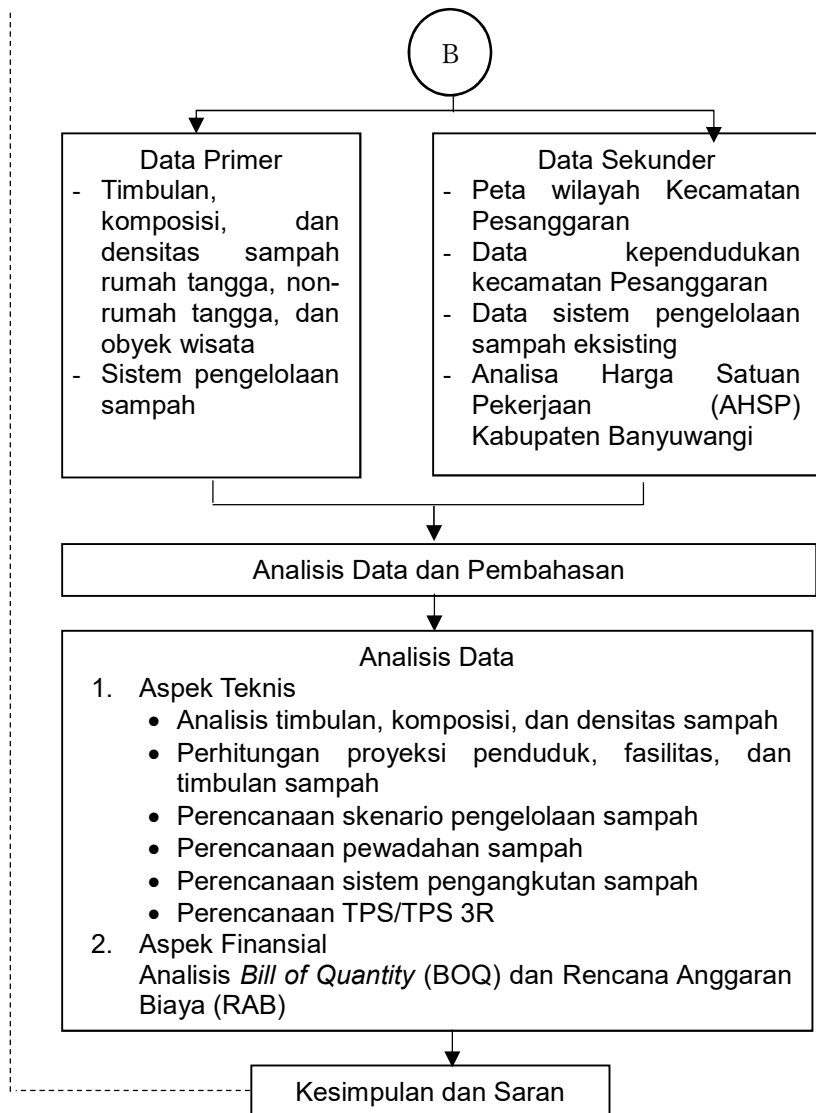 B
Data Primer
- Timbulan,
komposisi, dan
densitas sampah
rumah tangga, non-
rumah tangga, dan
obyek wisata
- Sistem pengelolaan
sampah
Data Sekunder
- Peta wilayah Kecamatan
Pesanggaran
- Data kependudukan
kecamatan Pesanggaran
- Data sistem pengelolaan
sampah eksisting
- Analisa Harga Satuan
Pekerjaan (AHSP)
Kabupaten Banyuwangi
Analisis Data dan Pembahasan
Analisis Data
1. Aspek Teknis
• Analisis timbulan, komposisi, dan densitas sampah
• Perhitungan proyeksi penduduk, fasilitas, dan
timbulan sampah
• Perencanaan skenario pengelolaan sampah
• Perencanaan pewadahan sampah
• Perencanaan sistem pengangkutan sampah
• Perencanaan TPS/TPS 3R
2. Aspek Finansial
Analisis Bill of Quantity (BOQ) dan Rencana Anggaran
Biaya (RAB)
Kesimpulan dan Saran